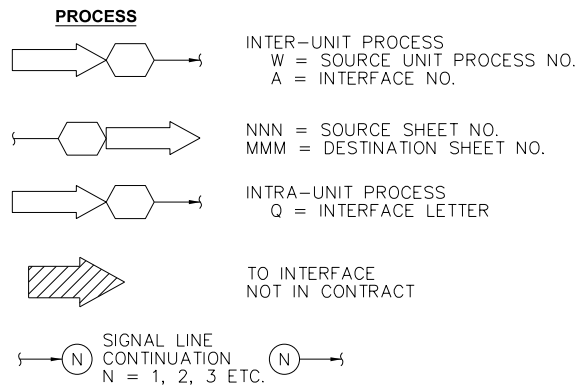 PROCESS
INTER-UNIT PROCESS
W = SOURCE UNIT PROCESS NO.
A = INTERFACE NO.
NNN = SOURCE SHEET NO.
MMM = DESTINATION SHEET NO.
INTRA-UNIT PROCESS
Q = INTERFACE LETTER
TO INTERFACE
NOT IN CONTRACT
SIGNAL LINE
N CONTINUATION N
N = 1, 2, 3 ETC.